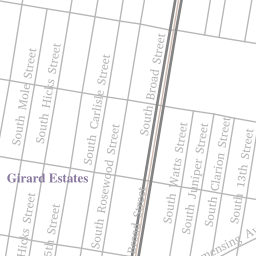 South Mole Street
South Hicks Street
South Carlisle Street
South Broad Street
South Rosewood Street
South Watts Street
South Juniper Street
South Clarion Street
South 13th Street
Girard Estates
Hicks Street
5th Street
Street